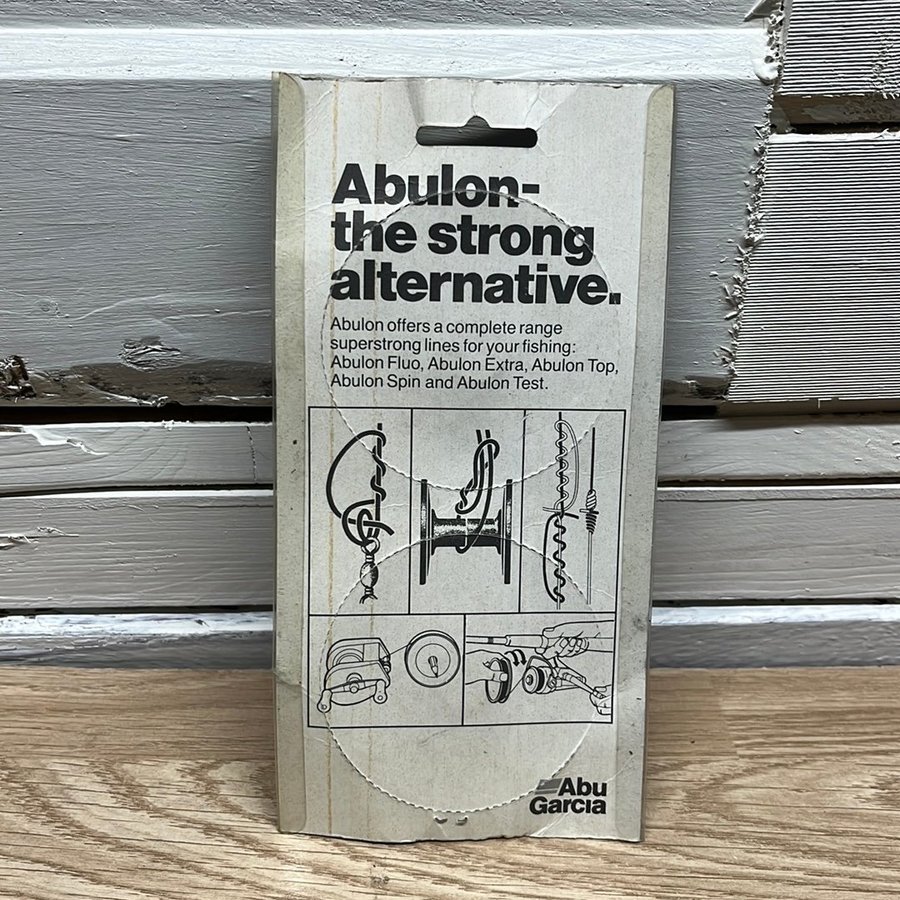 Abulon-
the strong
alternative.
Abulon offers a complete range
superstrong lines for your fishing:
Abulon Fluo, Abulon Extra, Abulon Top,
Abulon Spin and Abulon Test.
Abu
Garcia